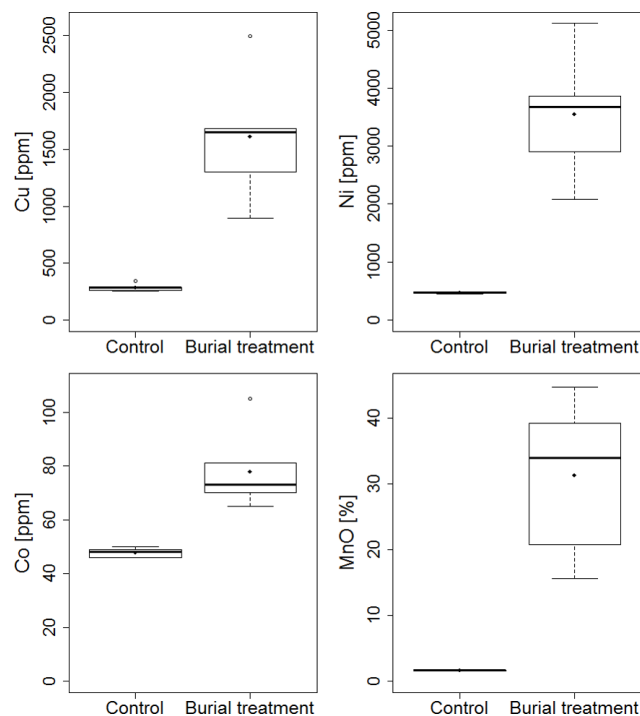 Cu [ppm]
2500
2000
1500
1000
500
0
Control
Burial treatment
Ni [ppm]
5000
4000
3000
2000
1000
0
Control
Burial treatment
Co [ppm]
100
80
60
40
20
0
Control
Burial treatment
MnO [%]
40
30
20
10
0
Control
Burial treatment